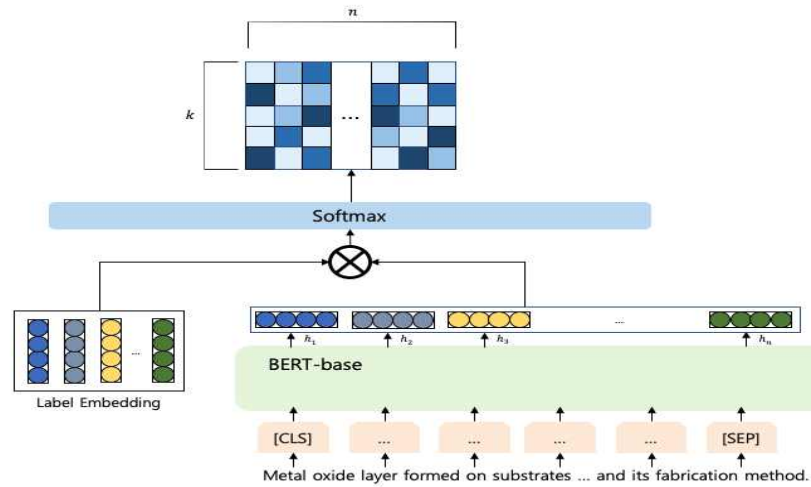 n
k
...
Softmax
h₁ h₂ h₃ ... hₙ
... Label Embedding
BERT-base
[CLS] ... ... ... ... [SEP]
Metal oxide layer formed on substrates ... and its fabrication method.